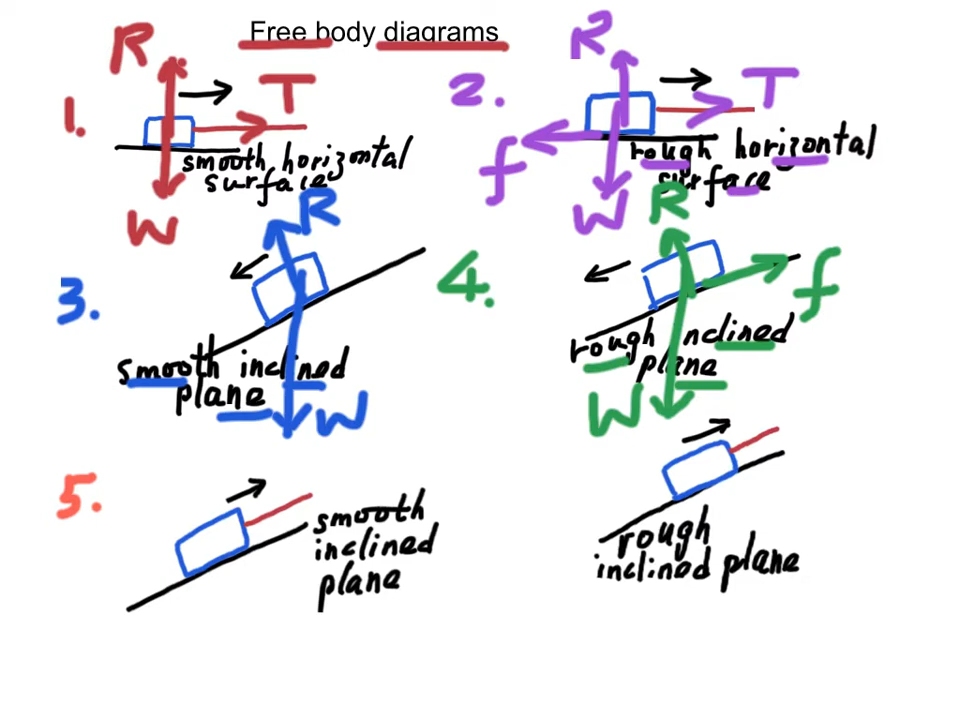 Free body diagrams
R
1.
T
smooth horizontal
surface
W
R
2.
T
f
rough horizontal
surface
W
R
3.
smooth inclined
plane
W
R
4.
f
rough inclined
plane
W
5.
smooth
inclined
plane
rough
inclined plane